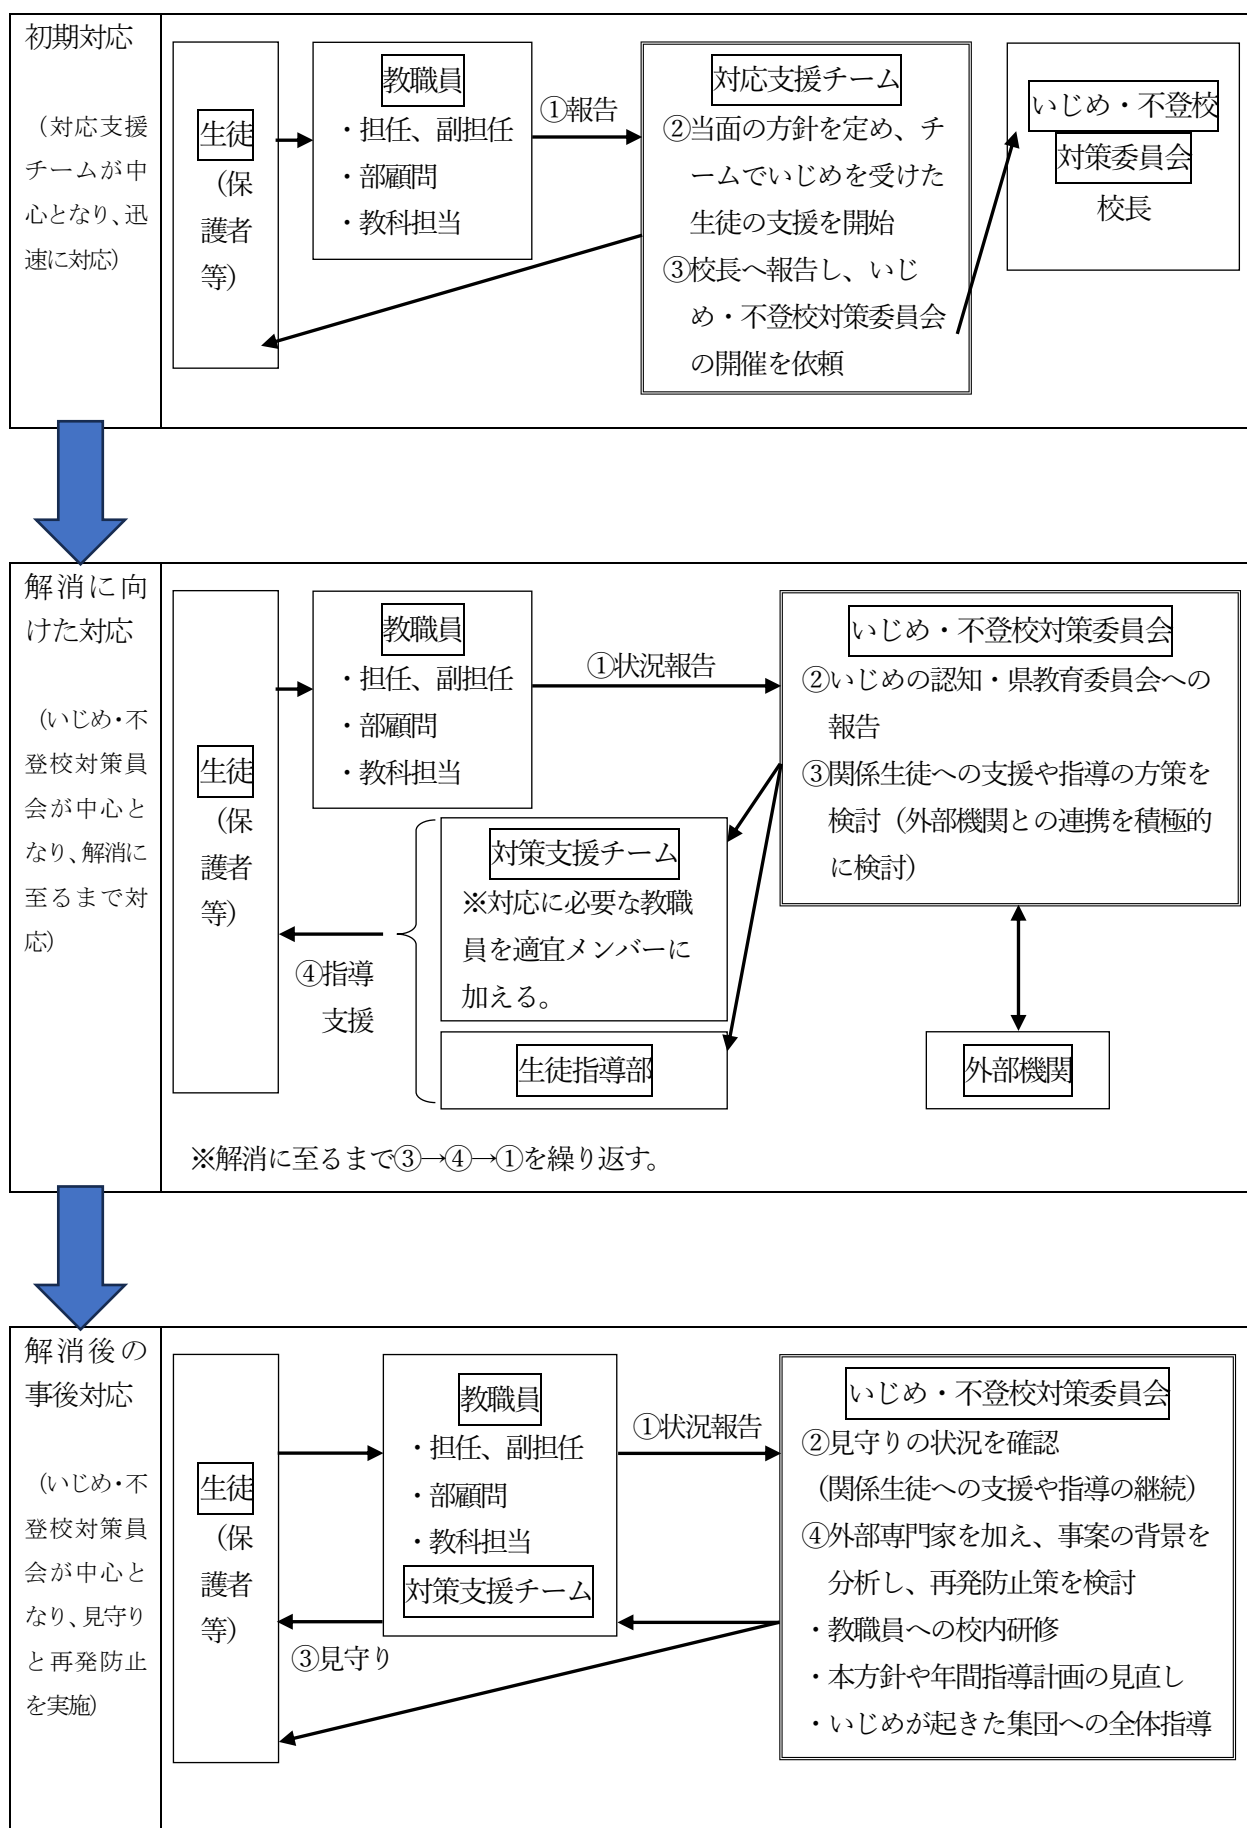 初期対応
（対応支援
チームが中
心となり、迅
速に対応）
生徒
（保
護者
等）
教職員
・担任、副担任
・部顧問
・教科担当
①報告
対応支援チーム
②当面の方針を定め、チ
ームでいじめを受けた
生徒の支援を開始
③校長へ報告し、いじ
め・不登校対策委員会
の開催を依頼
いじめ・不登校
対策委員会
校長
解消に向
けた対応
（いじめ・不
登校対策員
会が中心と
なり、解消に
至るまで対
応）
生徒
（保
護者
等）
教職員
・担任、副担任
・部顧問
・教科担当
①状況報告
いじめ・不登校対策委員会
②いじめの認知・県教育委員会への
報告
③関係生徒への支援や指導の方策を
検討（外部機関との連携を積極的
に検討）
対策支援チーム
※対応に必要な教職
員を適宜メンバーに
加える。
④指導
支援
生徒指導部
外部機関
※解消に至るまで③→④→①を繰り返す。
解消後の
事後対応
（いじめ・不
登校対策員
会が中心と
なり、見守り
と再発防止
を実施）
生徒
（保
護者
等）
教職員
・担任、副担任
・部顧問
・教科担当
対策支援チーム
①状況報告
③見守り
いじめ・不登校対策委員会
②見守りの状況を確認
（関係生徒への支援や指導の継続）
④外部専門家を加え、事案の背景を
分析し、再発防止策を検討
・教職員への校内研修
・本方針や年間指導計画の見直し
・いじめが起きた集団への全体指導